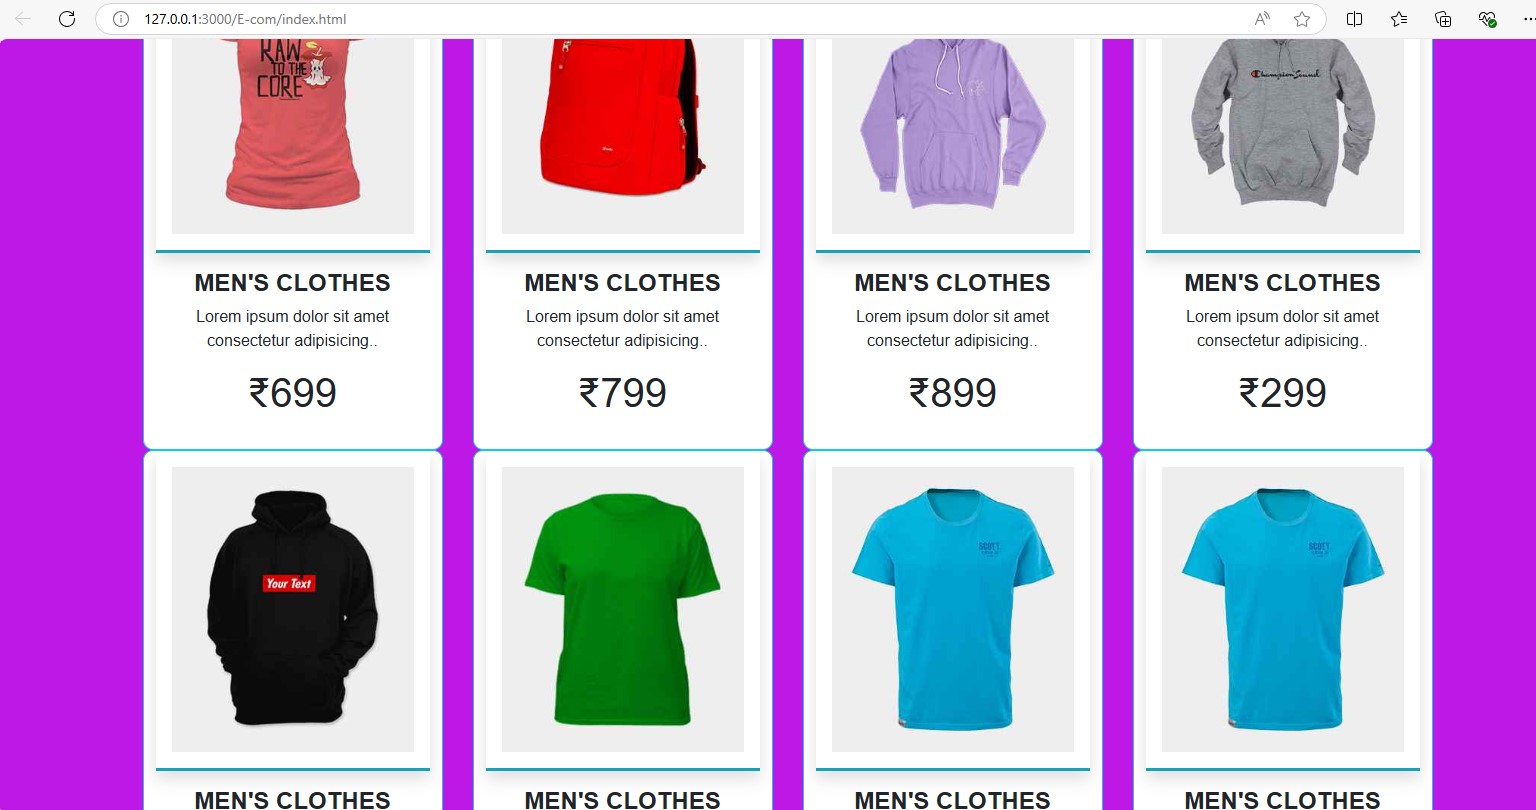 127.0.0.1:3000/E-com/index.html
RAW
TO THE
CORE
Champion Sound
MEN'S CLOTHES
Lorem ipsum dolor sit amet
consectetur adipisicing..
₹699
MEN'S CLOTHES
Lorem ipsum dolor sit amet
consectetur adipisicing..
₹799
MEN'S CLOTHES
Lorem ipsum dolor sit amet
consectetur adipisicing..
₹899
MEN'S CLOTHES
Lorem ipsum dolor sit amet
consectetur adipisicing..
₹299
Your Text
SCOTT
SCOTT
MEN'S CLOTHES
MEN'S CLOTHES
MEN'S CLOTHES
MEN'S CLOTHES